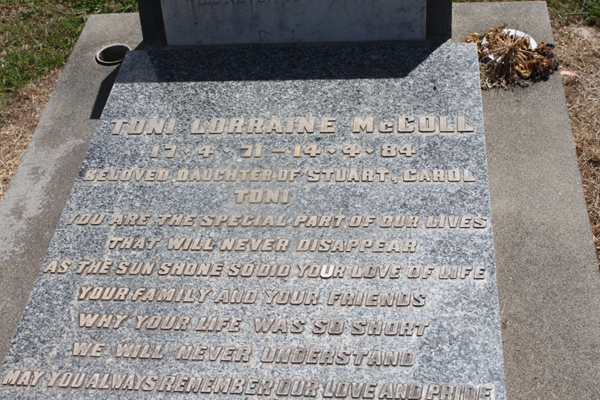 TONI LORRAINE McCOLL
17·4·71-14·4·84
BELOVED DAUGHTER OF STUART, CAROL
TONI
YOU ARE THE SPECIAL PART OF OUR LIVES
THAT WILL NEVER DISAPPEAR
AS THE SUN SHONE SO DID YOUR LOVE OF LIFE
YOUR FAMILY AND YOUR FRIENDS
WHY YOUR LIFE WAS SO SHORT
WE WILL NEVER UNDERSTAND
MAY YOU ALWAYS REMEMBER OUR LOVE AND PRIDE